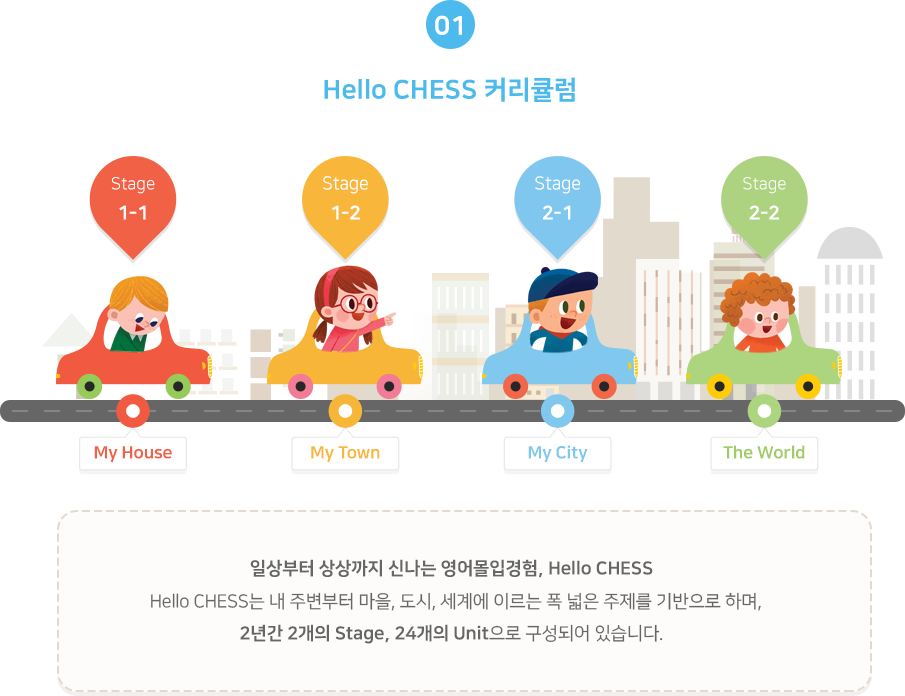 01
Hello CHESS 커리큘럼
Stage
1-1
Stage
1-2
Stage
2-1
Stage
2-2
My House
My Town
My City
The World
일상부터 상상까지 신나는 영어몰입경험, Hello CHESS
Hello CHESS는 내 주변부터 마을, 도시, 세계에 이르는 폭 넓은 주제를 기반으로 하며,
2년간 2개의 Stage, 24개의 Unit으로 구성되어 있습니다.